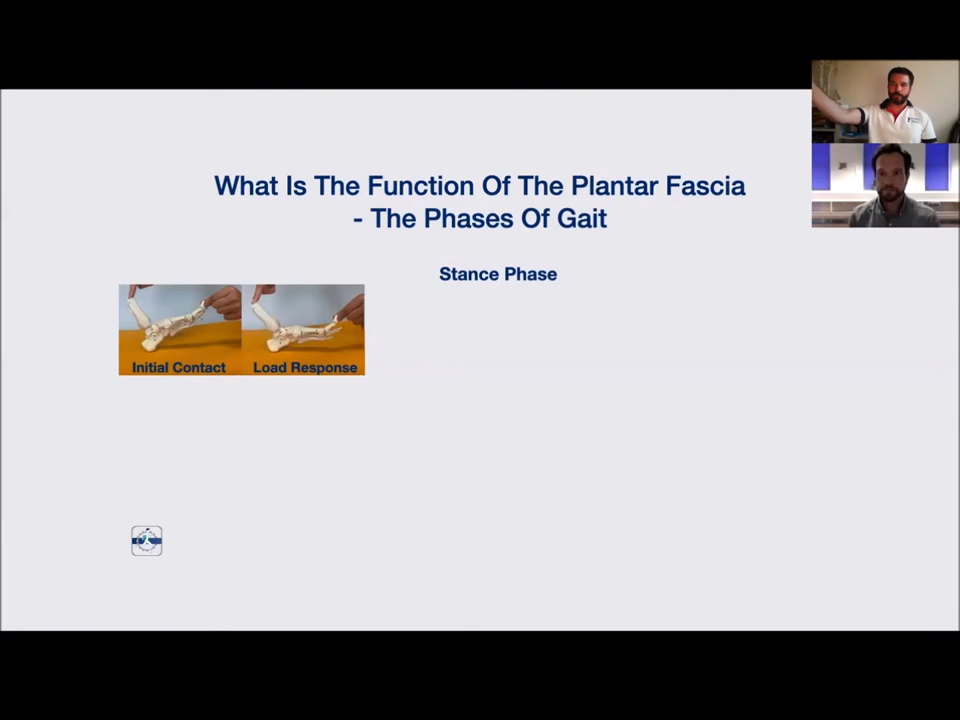 What Is The Function Of The Plantar Fascia
- The Phases Of Gait
Stance Phase
Initial Contact
Load Response